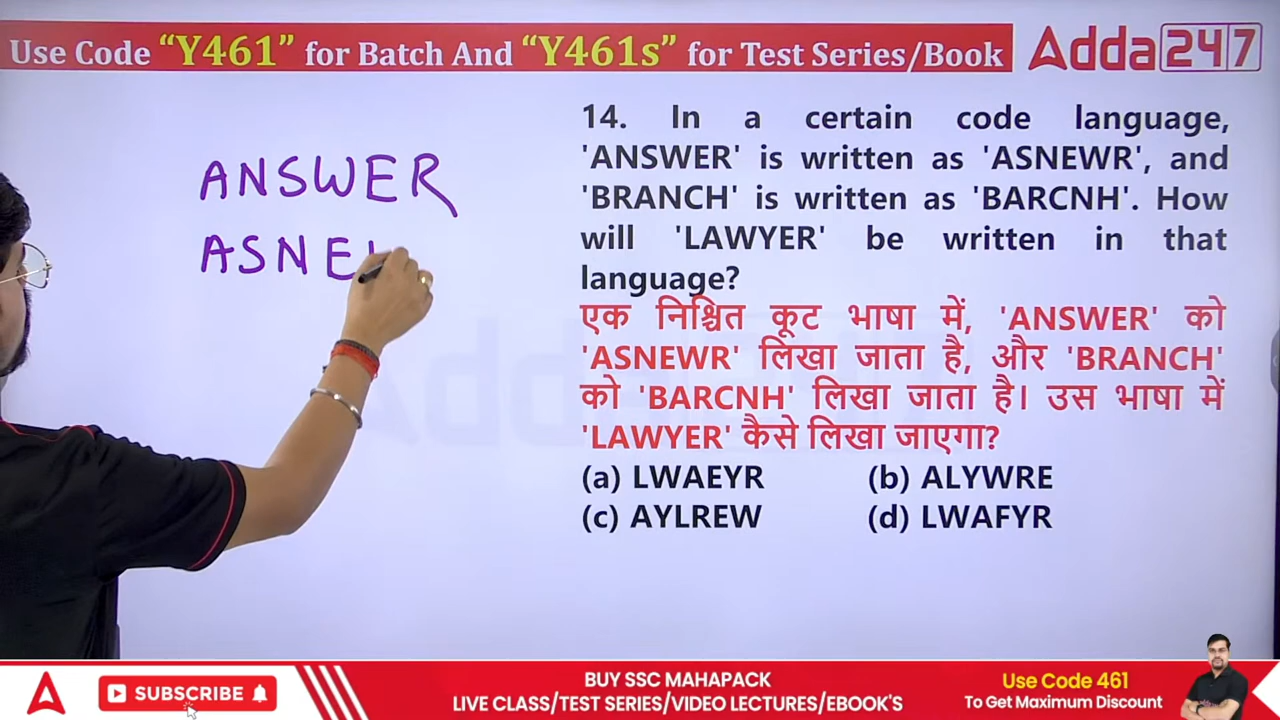 Use Code “Y461” for Batch And “Y461s” for Test Series/Book
Adda247
ANSWER
ASNE
14. In a certain code language,
'ANSWER' is written as 'ASNEWR', and
'BRANCH' is written as 'BARCNH'. How
will 'LAWYER' be written in that
language?
एक निश्चित कूट भाषा में, 'ANSWER' को
'ASNEWR' लिखा जाता है, और 'BRANCH'
को 'BARCNH' लिखा जाता है। उस भाषा में
'LAWYER' कैसे लिखा जाएगा?
(a) LWAEYR (b) ALYWRE
(c) AYLREW (d) LWAFYR
SUBSCRIBE
BUY SSC MAHAPACK
LIVE CLASS/TEST SERIES/VIDEO LECTURES/EBOOK'S
Use Code 461
To Get Maximum Discount